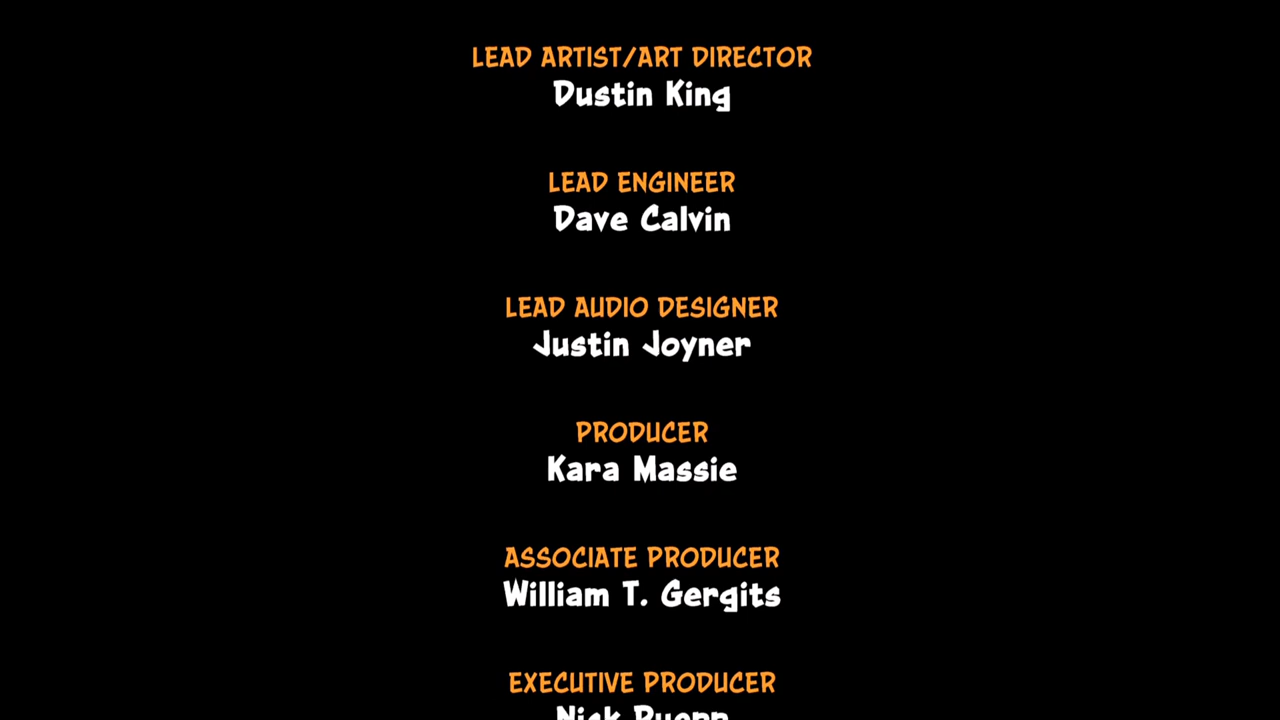 LEAD ARTIST/ART DIRECTOR
Dustin King
LEAD ENGINEER
Dave Calvin
LEAD AUDIO DESIGNER
Justin Joyner
PRODUCER
Kara Massie
ASSOCIATE PRODUCER
William T. Gergits
EXECUTIVE PRODUCER
Nick